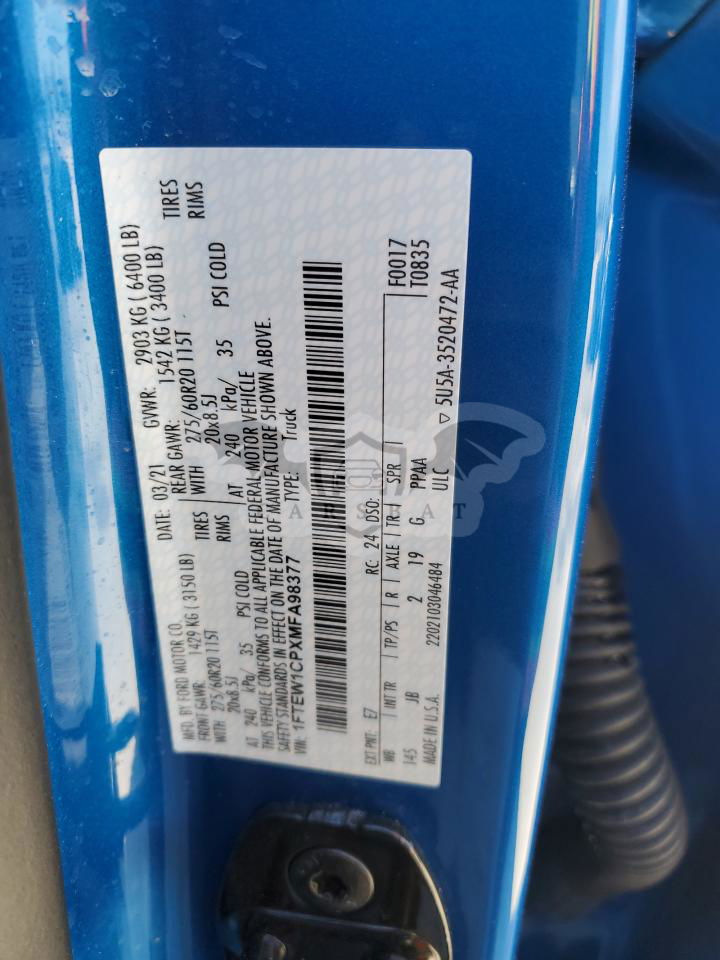 MFD. BY FORD MOTOR CO.
DATE: 03/21 GVWR: 2903 KG ( 6400 LB)
FRONT GAWR: 1429 KG ( 3150 LB)
REAR GAWR: 1542 KG ( 3400 LB)
WITH 275/60R20 115T TIRES
WITH 275/60R20 115T TIRES
20x8.5J RIMS
20x8.5J RIMS
AT 240 kPa/ 35 PSI COLD
AT 240 kPa/ 35 PSI COLD
THIS VEHICLE CONFORMS TO ALL APPLICABLE FEDERAL MOTOR VEHICLE
SAFETY STANDARDS IN EFFECT ON THE DATE OF MANUFACTURE SHOWN ABOVE.
VIN: 1FTEW1CPXMFA98377 TYPE: Truck
EXT PNT: E7 RC: 24 DSO: F0017
WB INT TR TP/PS R AXLE TR SPR T0835
145 JB 2 19 G PPAA
MADE IN U.S.A. 2202103046484 ULC ▽ 5U5A-3520472-AA
ARSBAT